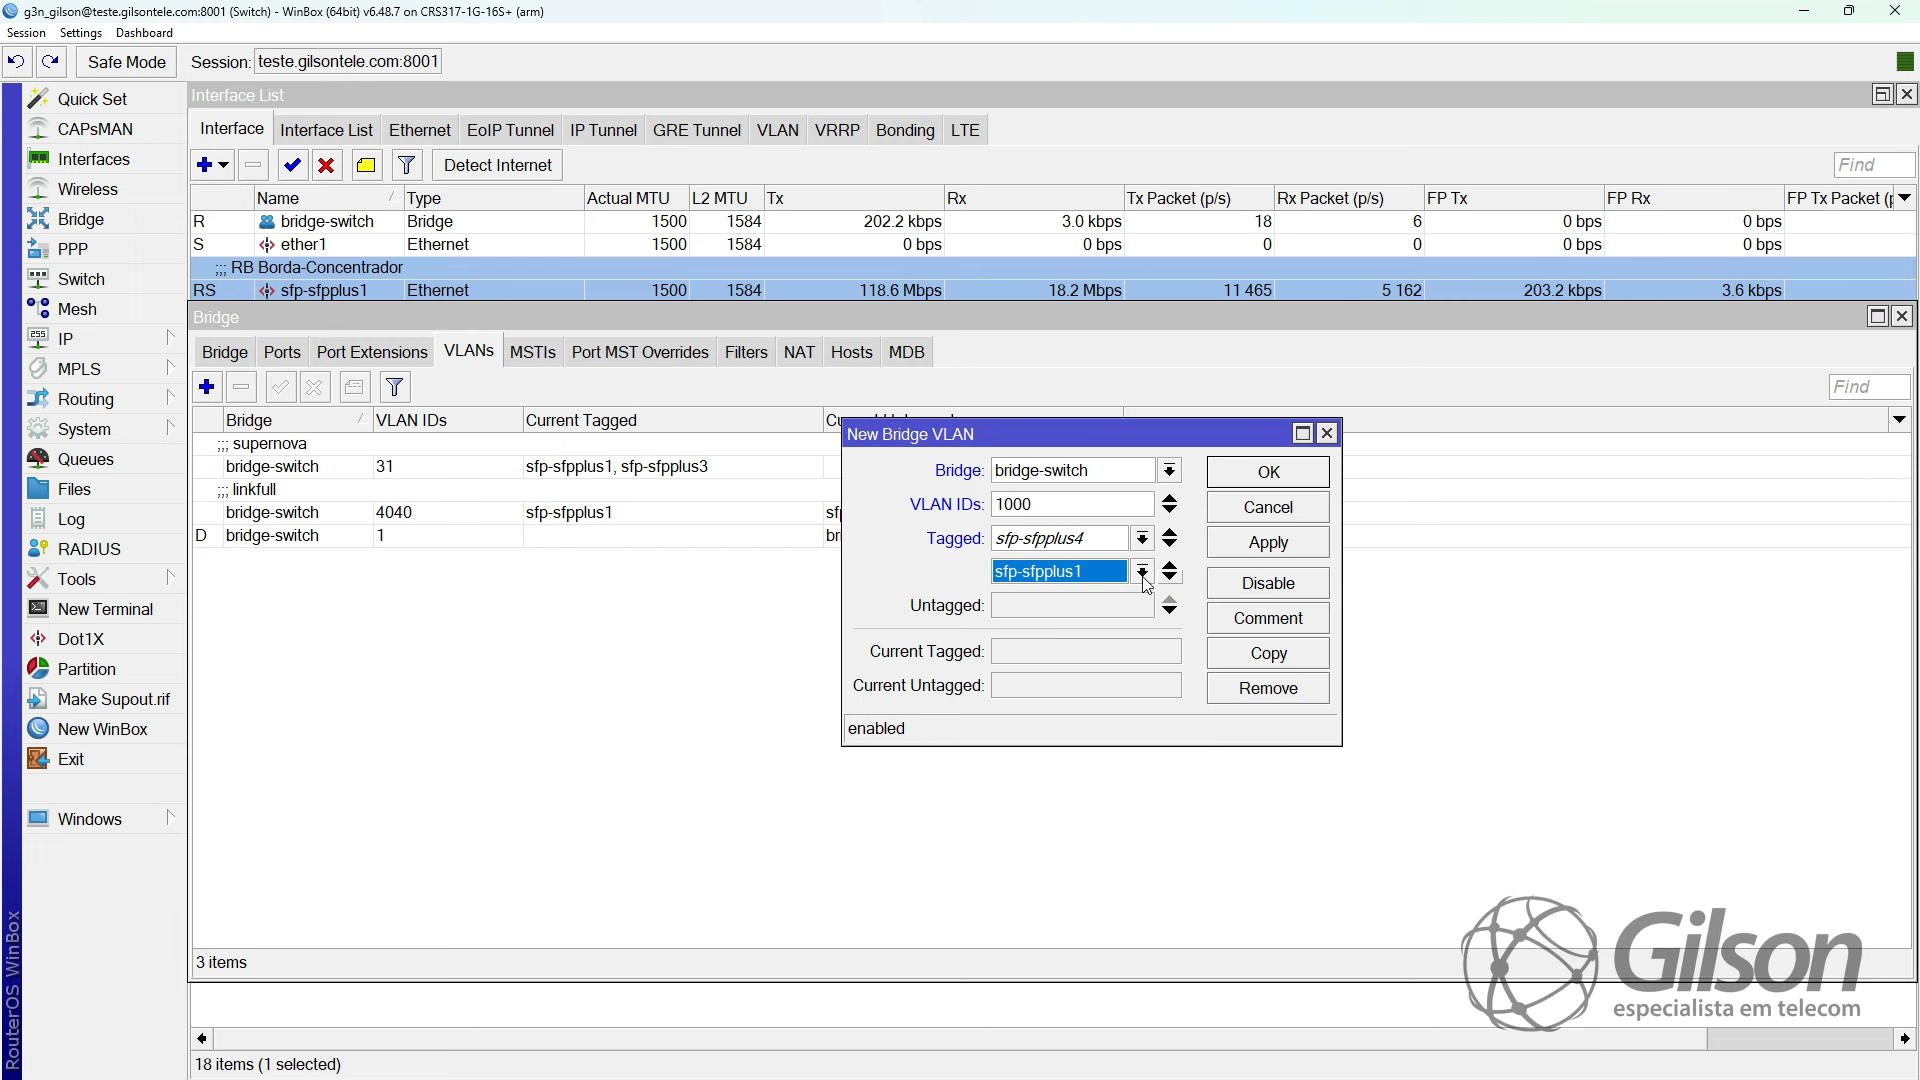 g3n_gilson@teste.gilsontele.com:8001 (Switch) - WinBox (64bit) v6.48.7 on CRS317-1G-16S+ (arm)
Session Settings Dashboard
Safe Mode Session: teste.gilsontele.com:8001
Quick Set
CAPsMAN
Interfaces
Wireless
Bridge
PPP
Switch
Mesh
IP
MPLS
Routing
System
Queues
Files
Log
RADIUS
Tools
New Terminal
Dot1X
Partition
Make Supout.rif
New WinBox
Exit
Windows
RouterOS WinBox
Interface List
Interface Interface List Ethernet EoIP Tunnel IP Tunnel GRE Tunnel VLAN VRRP Bonding LTE
Detect Internet Find
Name Type Actual MTU L2 MTU Tx Rx Tx Packet (p/s) Rx Packet (p/s) FP Tx FP Rx FP Tx Packet (
R bridge-switch Bridge 1500 1584 202.2 kbps 3.0 kbps 18 6 0 bps 0 bps
S ether1 Ethernet 1500 1584 0 bps 0 bps 0 0 0 bps 0 bps
;;; RB Borda-Concentrador
RS sfp-sfpplus1 Ethernet 1500 1584 118.6 Mbps 18.2 Mbps 11 465 5 162 203.2 kbps 3.6 kbps
Bridge
Bridge Ports Port Extensions VLANs MSTIs Port MST Overrides Filters NAT Hosts MDB
Find
Bridge VLAN IDs Current Tagged
;;; supernova
bridge-switch 31 sfp-sfpplus1, sfp-sfpplus3
;;; linkfull
bridge-switch 4040 sfp-sfpplus1 sf
D bridge-switch 1 bri
3 items
New Bridge VLAN
Bridge: bridge-switch
VLAN IDs: 1000
Tagged: sfp-sfpplus4
sfp-sfpplus1
Untagged:
Current Tagged:
Current Untagged:
enabled
OK
Cancel
Apply
Disable
Comment
Copy
Remove
Gilson
especialista em telecom
18 items (1 selected)